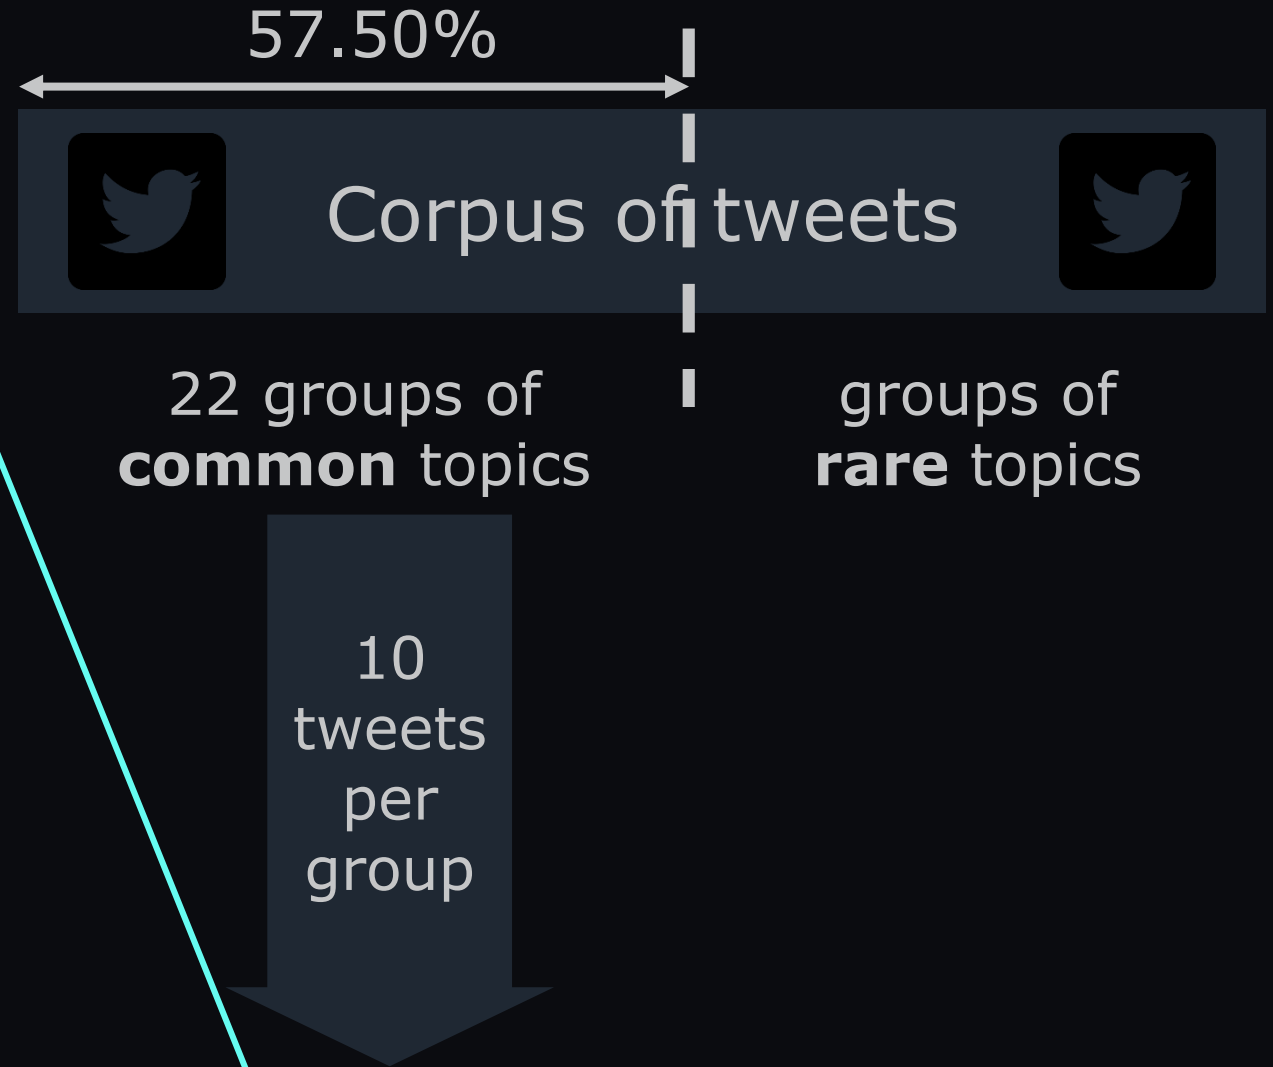 57.50%
Corpus of tweets
22 groups of
common topics
groups of
rare topics
10
tweets
per
group